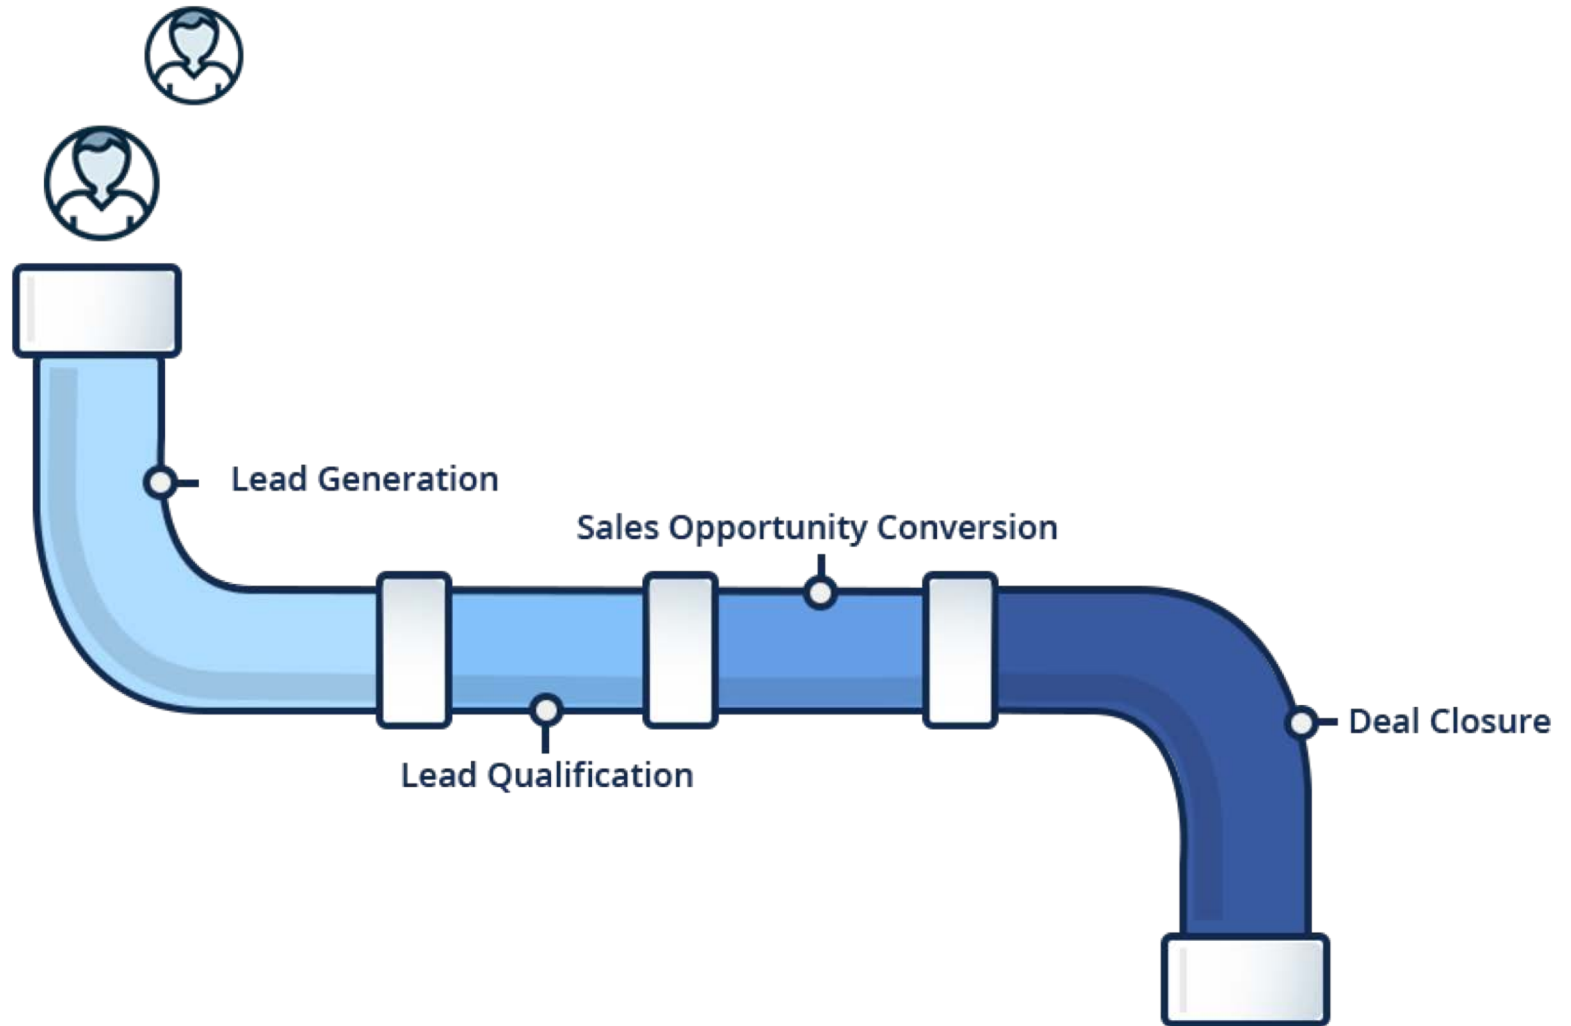 Lead Generation
Sales Opportunity Conversion
Lead Qualification
Deal Closure